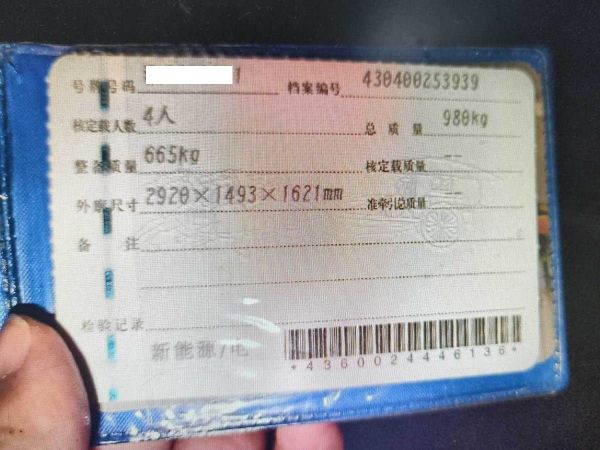 号牌号码 1 档案编号 430400253939
核定载人数 4人 总质量 980kg
整备质量 665kg 核定载质量 --
外廓尺寸 2920×1493×1621mm 准牵引总质量 --
备注
检验记录
新能源/电
*4360024446136*